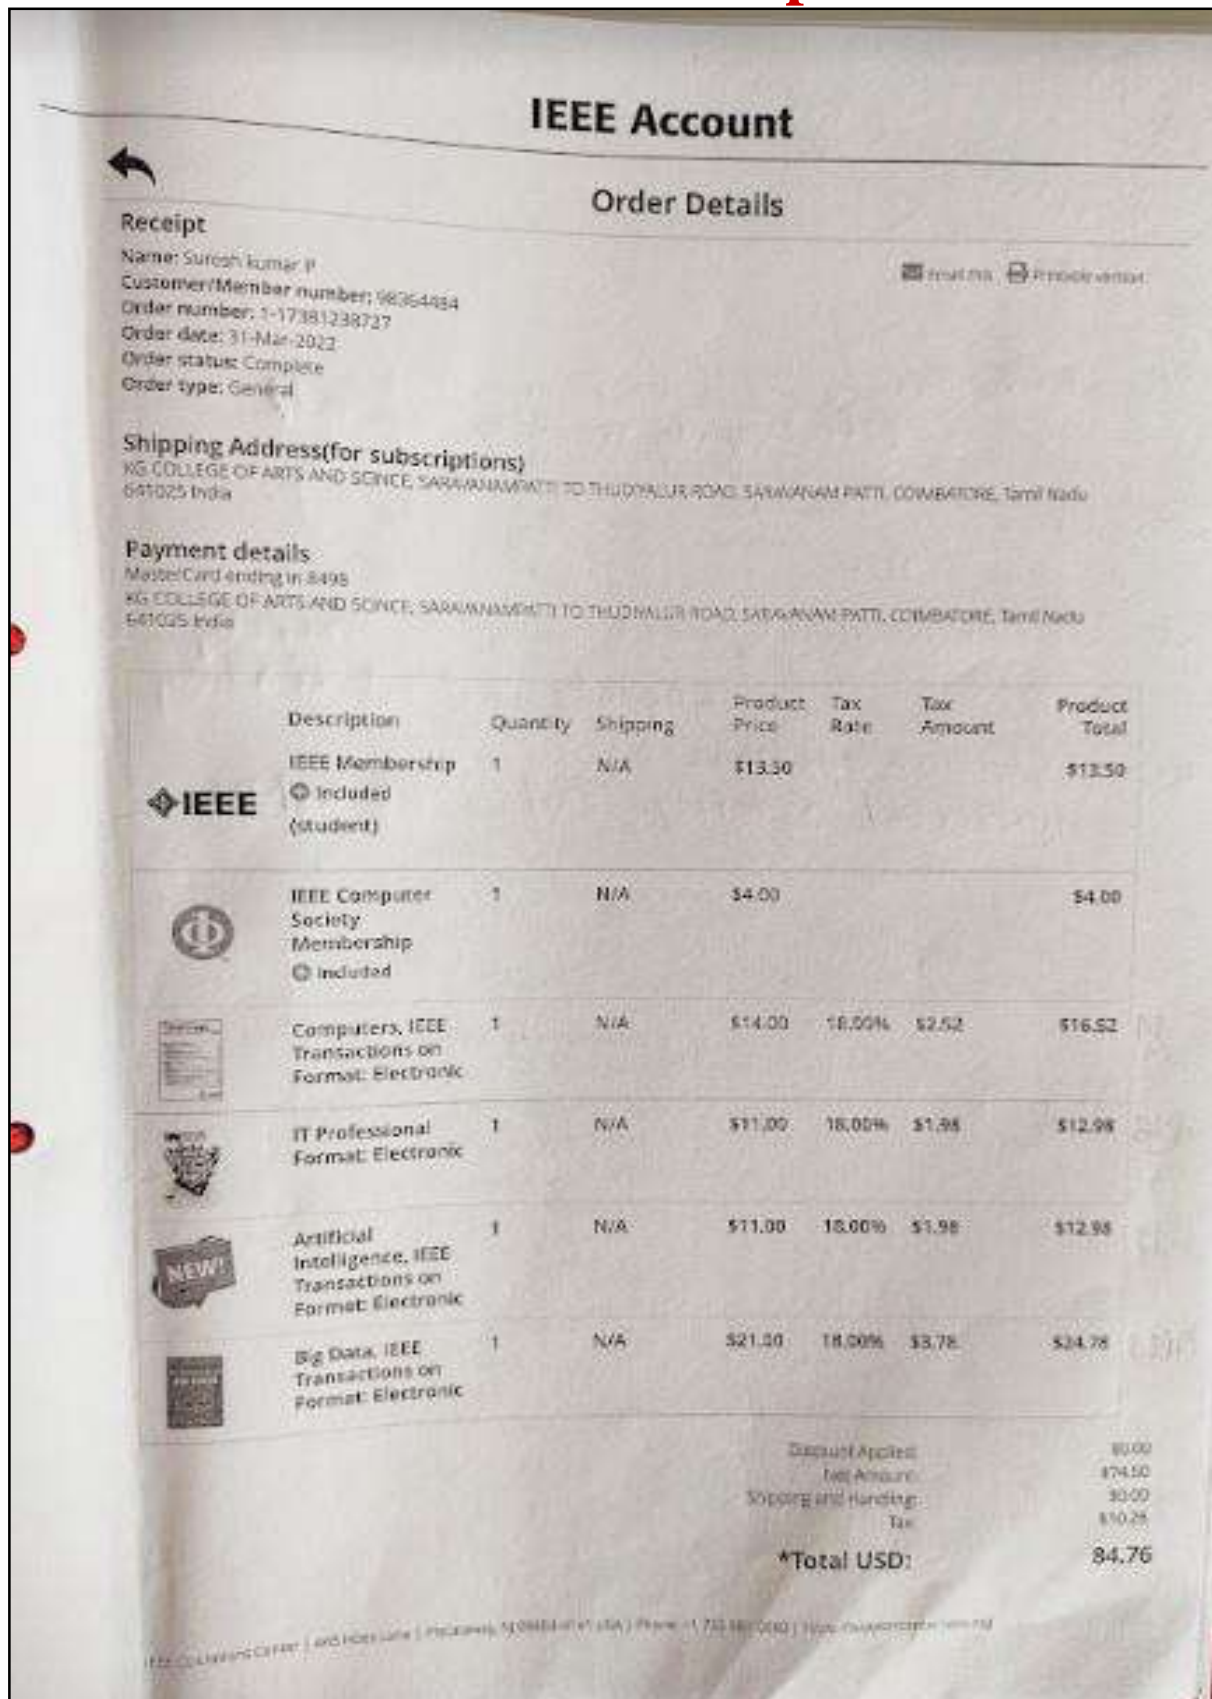 IEEE Account
Order Details
Receipt
Name: Suresh kumar P
Customer/Member number: 98364484
Order number: 1-17381238727
Order date: 31-Mar-2022
Order status: Complete
Order type: General
Email this Printable version
Shipping Address(for subscriptions)
KG COLLEGE OF ARTS AND SCINCE, SARAVANAMPATTI TO THUDIYALUR ROAD, SARAVANAM PATTI, COIMBATORE, Tamil Nadu
641025 India
Payment details
MasterCard ending in 8498
KG COLLEGE OF ARTS AND SCINCE, SARAVANAMPATTI TO THUDIYALUR ROAD, SARAVANAM PATTI, COIMBATORE, Tamil Nadu
641025 India
Description Quantity Shipping Product Price Tax Rate Tax Amount Product Total
IEEE
IEEE Membership 1 N/A $13.50 $13.50
Included
(student)
IEEE Computer 1 N/A $4.00 $4.00
Society
Membership
Included
Computers, IEEE 1 N/A $14.00 18.00% $2.52 $16.52
Transactions on
Format: Electronic
IT Professional 1 N/A $11.00 18.00% $1.98 $12.98
Format: Electronic
NEW!
Artificial 1 N/A $11.00 18.00% $1.98 $12.98
Intelligence, IEEE
Transactions on
Format: Electronic
Big Data, IEEE 1 N/A $21.00 18.00% $3.78 $24.78
Transactions on
Format: Electronic
Discount Applied: $0.00
Net Amount: $74.50
Shipping and Handling: $0.00
Tax: $10.26
*Total USD: 84.76